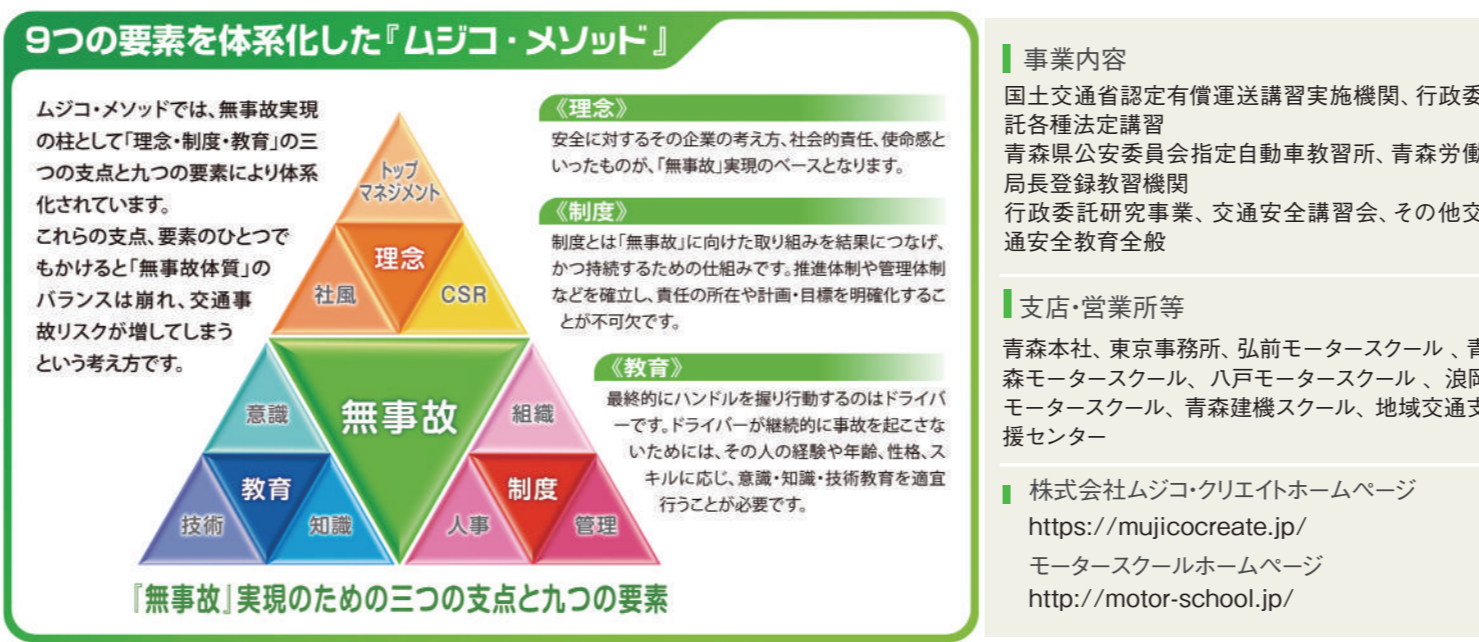 9つの要素を体系化した『ムジコ・メソッド』
ムジコ・メソッドでは、無事故実現
の柱として「理念・制度・教育」の三
つの支点と九つの要素により体系
化されています。
これらの支点、要素のひとつで
もかけると「無事故体質」の
バランスは崩れ、交通事
故リスクが増してしまう
という考え方です。
トップ
マネジメント
理念
社風
CSR
意識
無事故
組織
教育
制度
技術
知識
人事
管理
『無事故』実現のための三つの支点と九つの要素
《理念》
安全に対するその企業の考え方、社会的責任、使命感と
いったものが、「無事故」実現のベースとなります。
《制度》
制度とは「無事故」に向けた取り組みを結果につなげ、
かつ持続するための仕組みです。推進体制や管理体制
などを確立し、責任の所在や計画・目標を明確化するこ
とが不可欠です。
《教育》
最終的にハンドルを握り行動するのはドライバ
ーです。ドライバーが継続的に事故を起こさな
いためには、その人の経験や年齢、性格、ス
キルに応じ、意識・知識・技術教育を適宜
行うことが必要です。
事業内容
国土交通省認定有償運送講習実施機関、行政委
託各種法定講習
青森県公安委員会指定自動車教習所、青森労働
局長登録教習機関
行政委託研究事業、交通安全講習会、その他交
通安全教育全般
支店・営業所等
青森本社、東京事務所、弘前モータースクール 、青
森モータースクール、八戸モータースクール 、浪岡
モータースクール、青森建機スクール、地域交通支
援センター
株式会社ムジコ・クリエイトホームページ
https://mujicocreate.jp/
モータースクールホームページ
http://motor-school.jp/